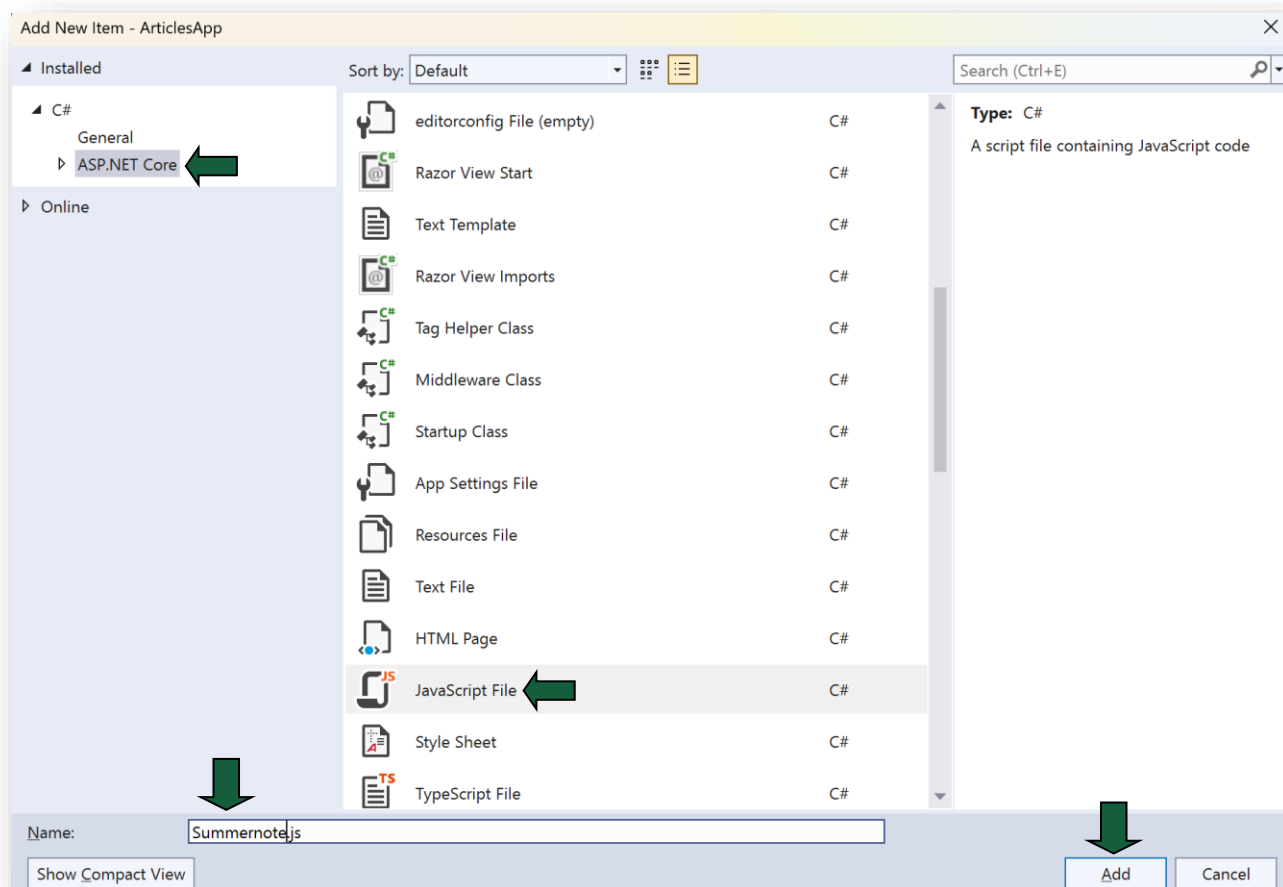 Add New Item - ArticlesApp
Installed
Sort by: Default
Search (Ctrl+E)
C#
General
ASP.NET Core
Online
editorconfig File (empty) C#
Razor View Start C#
Text Template C#
Razor View Imports C#
Tag Helper Class C#
Middleware Class C#
Startup Class C#
App Settings File C#
Resources File C#
Text File C#
HTML Page C#
JavaScript File C#
Style Sheet C#
TypeScript File C#
Type: C#
A script file containing JavaScript code
Name: Summernote.js
Show Compact View
Add
Cancel